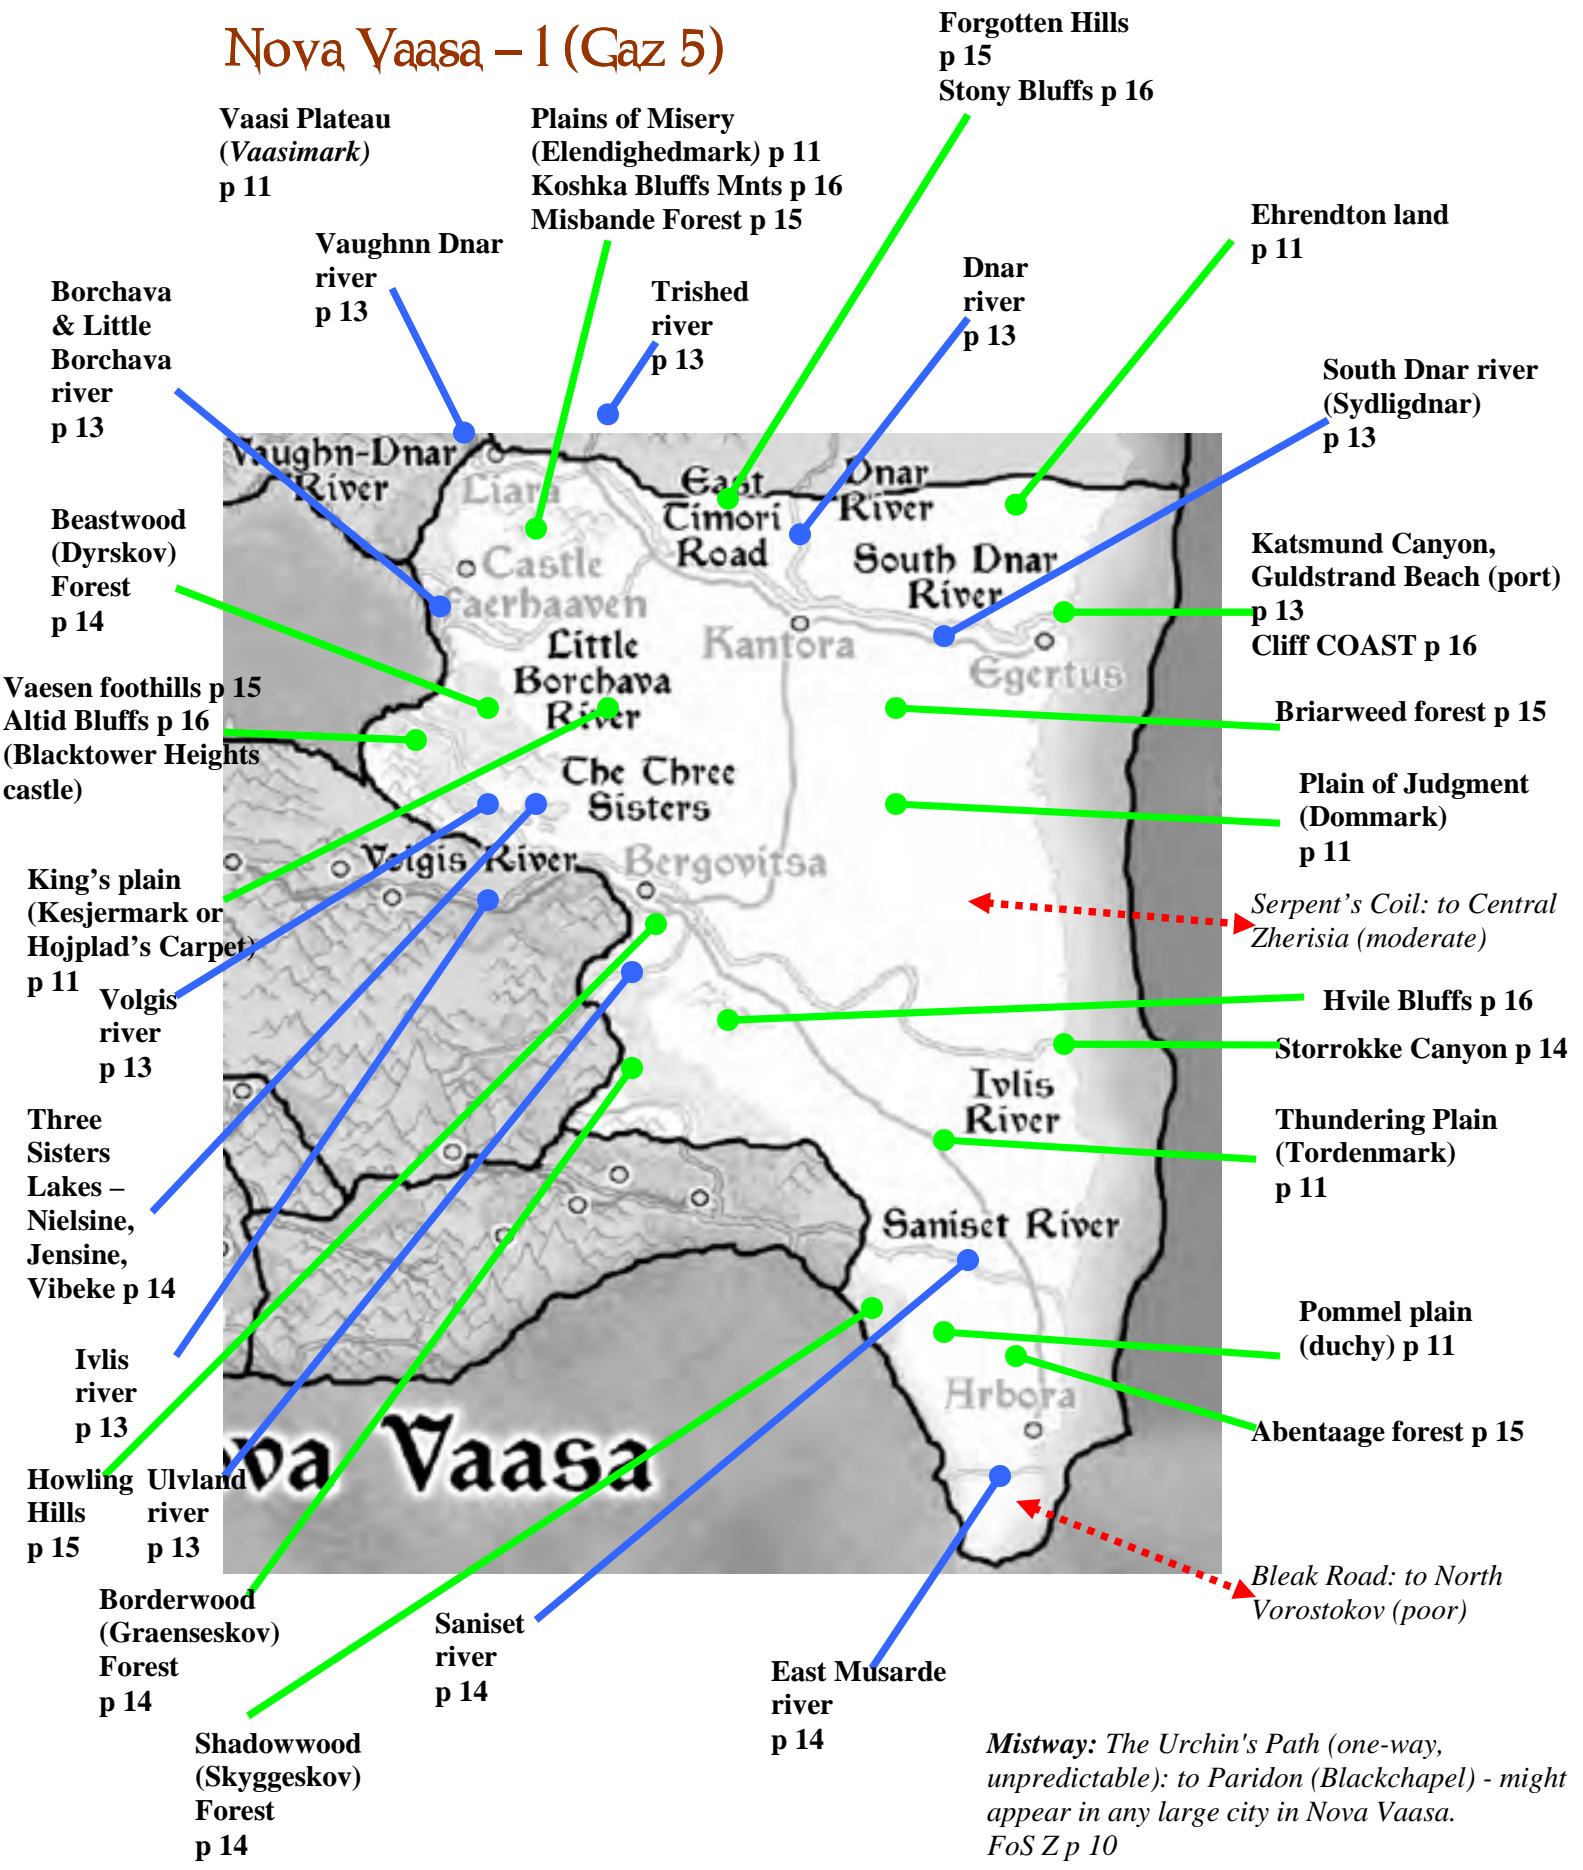 Nova Vaasa – 1 (Gaz 5)
Forgotten Hills
p 15
Stony Bluffs p 16
Vaasi Plateau
(Vaasimark)
p 11
Plains of Misery
(Elendighedmark) p 11
Koshka Bluffs Mnts p 16
Misbande Forest p 15
Ehrendton land
p 11
Vaughnn Dnar
river
p 13
Trished
river
p 13
Dnar
river
p 13
Borchava
& Little
Borchava
river
p 13
South Dnar river
(Sydligdnar)
p 13
Vaughn-Dnar
River
Liara
East
Timori
Road
Dnar
River
South Dnar
River
Castle
Faerhaaven
Kantora
Egertus
Little
Borchava
River
The Three
Sisters
Volgis River
Bergovitsa
Ivlis
River
Saniset River
Arbora
ova Vaasa
Beastwood
(Dyrskov)
Forest
p 14
Katsmund Canyon,
Guldstrand Beach (port)
p 13
Cliff COAST p 16
Vaesen foothills p 15
Altid Bluffs p 16
(Blacktower Heights
castle)
Briarweed forest p 15
Plain of Judgment
(Dommark)
p 11
King's plain
(Kesjermark or
Hojplad's Carpet)
p 11
Serpent's Coil: to Central
Zherisia (moderate)
Volgis
river
p 13
Hvile Bluffs p 16
Storrokke Canyon p 14
Three
Sisters
Lakes –
Nielsine,
Jensine,
Vibeke p 14
Thundering Plain
(Tordenmark)
p 11
Ivlis
river
p 13
Pommel plain
(duchy) p 11
Abentaage forest p 15
Howling
Hills
p 15
Ulvland
river
p 13
Bleak Road: to North
Vorostokov (poor)
Borderwood
(Graenseskov)
Forest
p 14
Saniset
river
p 14
East Musarde
river
p 14
Shadowwood
(Skyggeskov)
Forest
p 14
Mistway: The Urchin's Path (one-way,
unpredictable): to Paridon (Blackchapel) - might
appear in any large city in Nova Vaasa.
FoS Z p 10